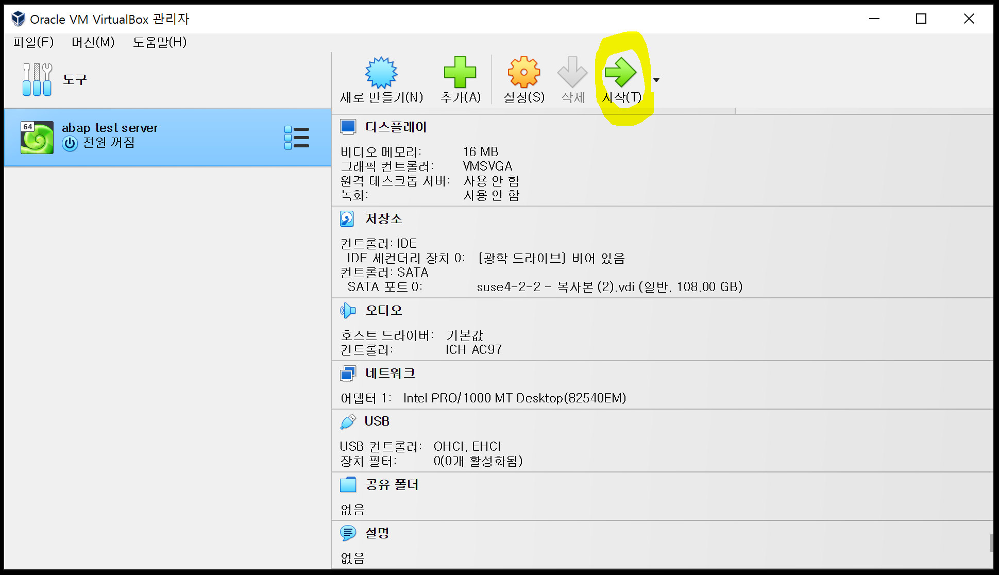 Oracle VM VirtualBox 관리자
파일(F) 머신(M) 도움말(H)
도구
새로 만들기(N) 추가(A) 설정(S) 삭제 시작(T)
64
abap test server
전원 꺼짐
디스플레이
비디오 메모리: 16 MB
그래픽 컨트롤러: VMSVGA
원격 데스크톱 서버: 사용 안 함
녹화: 사용 안 함
저장소
컨트롤러: IDE
IDE 세컨더리 장치 0: [광학 드라이브] 비어 있음
컨트롤러: SATA
SATA 포트 0: suse4-2-2 - 복사본 (2).vdi (일반, 108.00 GB)
오디오
호스트 드라이버: 기본값
컨트롤러: ICH AC97
네트워크
어댑터 1: Intel PRO/1000 MT Desktop(82540EM)
USB
USB 컨트롤러: OHCI, EHCI
장치 필터: 0(0개 활성화됨)
공유 폴더
없음
설명
없음